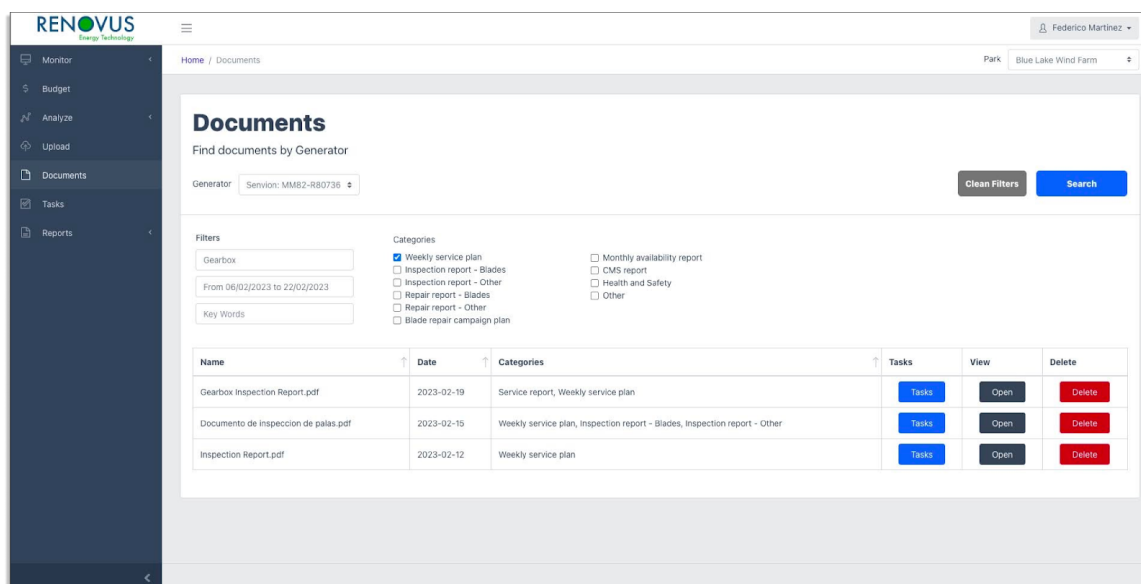 RENOVUS
Energy Technology
Federico Martinez
Monitor
Budget
Analyze
Upload
Documents
Tasks
Reports
Home / Documents
Park Blue Lake Wind Farm
Documents
Find documents by Generator
Generator Senvion: MM82-R80736
Clean Filters Search
Filters
Gearbox
From 06/02/2023 to 22/02/2023
Key Words
Categories
Weekly service plan
Inspection report - Blades
Inspection report - Other
Repair report - Blades
Repair report - Other
Blade repair campaign plan
Monthly availability report
CMS report
Health and Safety
Other
Name Date Categories Tasks View Delete
Gearbox Inspection Report.pdf 2023-02-19 Service report, Weekly service plan Tasks Open Delete
Documento de inspeccion de palas.pdf 2023-02-15 Weekly service plan, Inspection report - Blades, Inspection report - Other Tasks Open Delete
Inspection Report.pdf 2023-02-12 Weekly service plan Tasks Open Delete